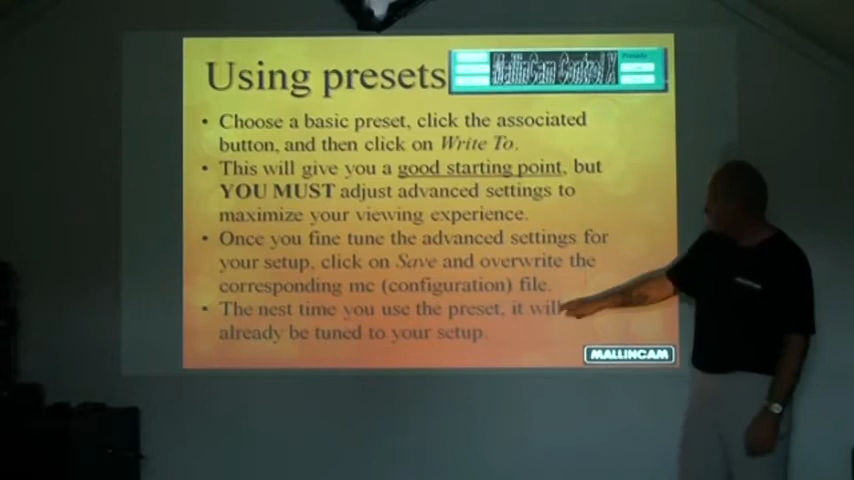 Using presets
MallinCam Control X
Presets
• Choose a basic preset, click the associated
button, and then click on Write To.
• This will give you a good starting point, but
YOU MUST adjust advanced settings to
maximize your viewing experience.
• Once you fine tune the advanced settings for
your setup, click on Save and overwrite the
corresponding mc (configuration) file.
• The nest time you use the preset, it will
already be tuned to your setup.
MALLINCAM